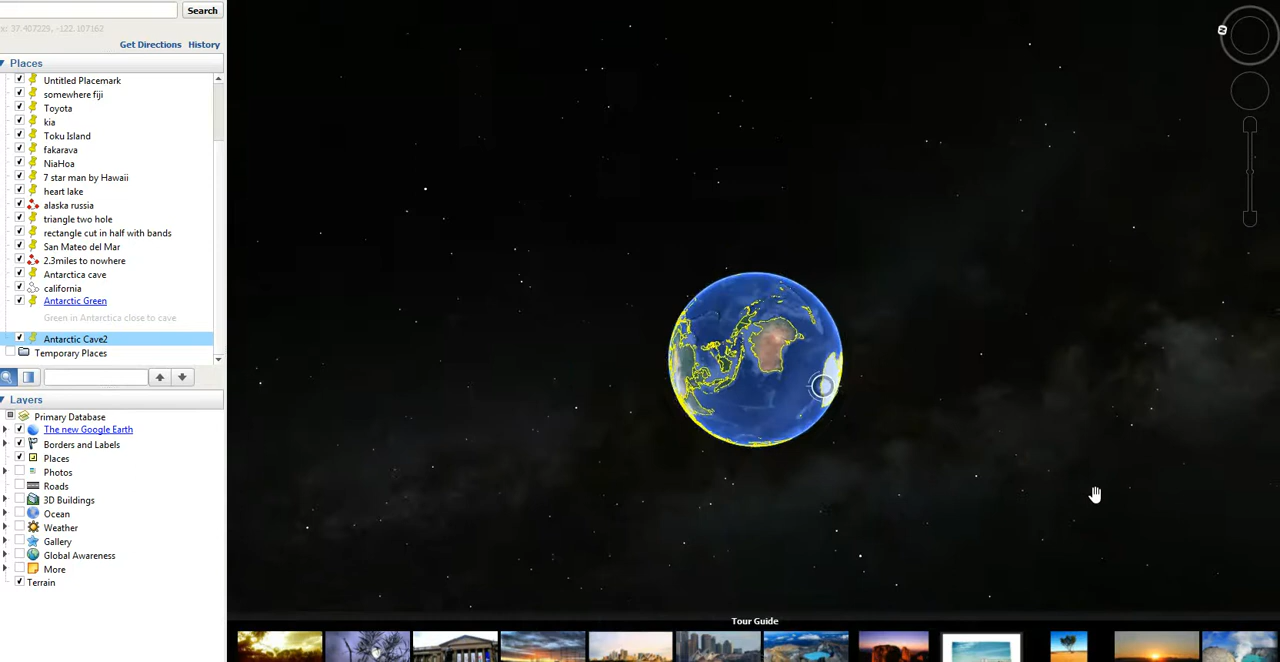 Search
37.407229, -122.107162
Get Directions History
Places
Untitled Placemark
somewhere fiji
Toyota
kia
Toku Island
fakarava
NiaHoa
7 star man by Hawaii
heart lake
alaska russia
triangle two hole
rectangle cut in half with bands
San Mateo del Mar
2.3miles to nowhere
Antarctica cave
california
Antarctic Green
Green in Antarctica close to cave
Antarctic Cave2
Temporary Places
Layers
Primary Database
The new Google Earth
Borders and Labels
Places
Photos
Roads
3D Buildings
Ocean
Weather
Gallery
Global Awareness
More
Terrain
N
Tour Guide